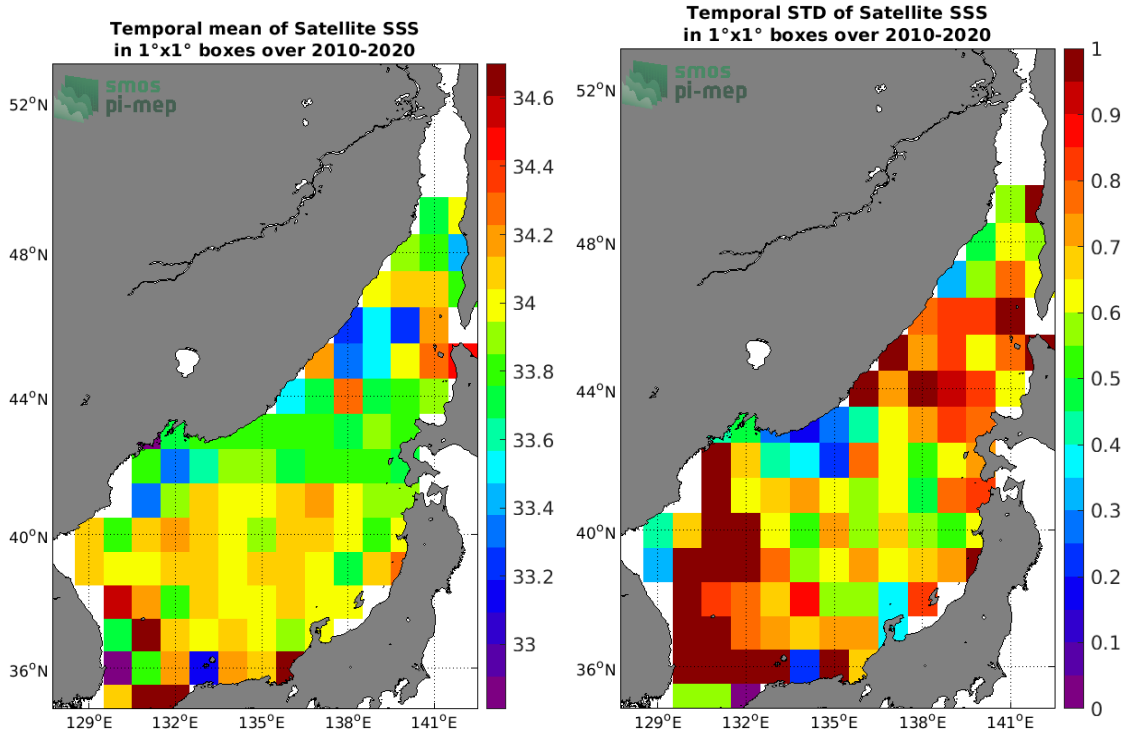 Temporal mean of Satellite SSS
in 1°x1° boxes over 2010-2020
smos
pi-mep
52°N
48°N
44°N
40°N
36°N
129°E
132°E
135°E
138°E
141°E
34.6
34.4
34.2
34
33.8
33.6
33.4
33.2
33
Temporal STD of Satellite SSS
in 1°x1° boxes over 2010-2020
smos
pi-mep
52°N
48°N
44°N
40°N
36°N
129°E
132°E
135°E
138°E
141°E
1
0.9
0.8
0.7
0.6
0.5
0.4
0.3
0.2
0.1
0